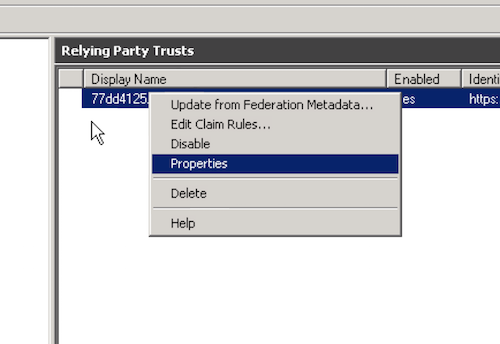 Relying Party Trusts
Display Name Enabled Identi
77dd4125. es https:
Update from Federation Metadata...
Edit Claim Rules...
Disable
Properties
Delete
Help